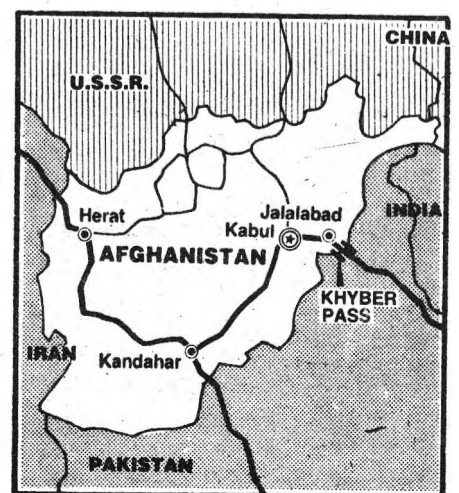 CHINA
U.S.S.R.
Herat
Jalalabad
Kabul
INDIA
AFGHANISTAN
KHYBER
PASS
IRAN
Kandahar
PAKISTAN